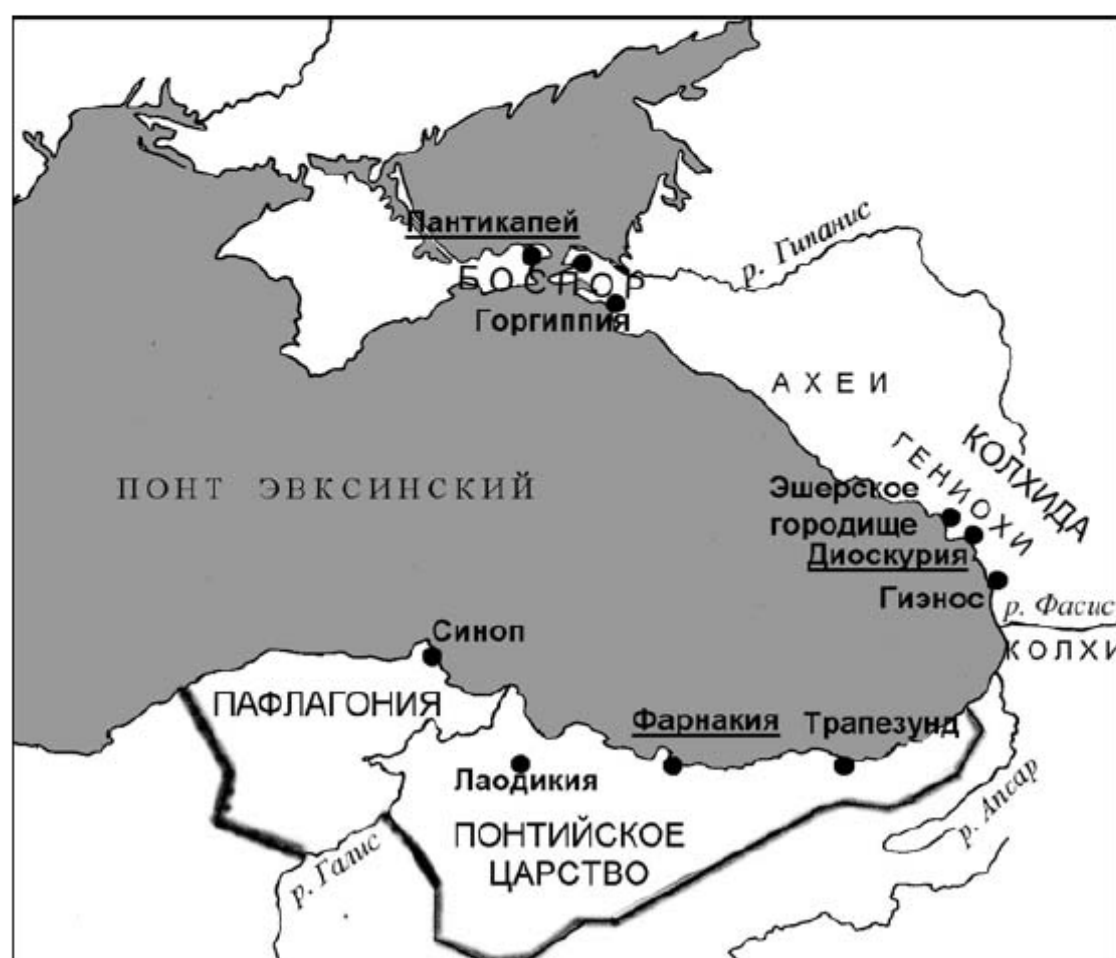 Пантикапей
р. Гипанис
БОСПОР
Горгиппия
АХЕИ
КОЛХИДА
ГЕНИОХИ
ПОНТ ЭВКСИНСКИЙ
Эшерское
городище
Диоскурия
Гиэнос
р. Фасис
Синоп
КОЛХИ
ПАФЛАГОНИЯ
Фарнакия
Трапезунд
Лаодикия
р. Апсар
ПОНТИЙСКОЕ
ЦАРСТВО
р. Галис